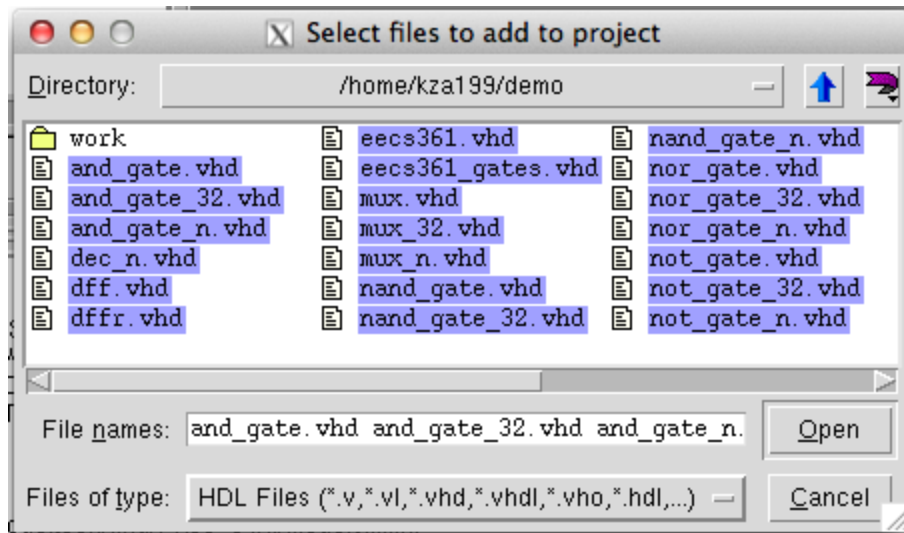 Select files to add to project
Directory: /home/kza199/demo
work eecs361.vhd nand_gate_n.vhd
and_gate.vhd eecs361_gates.vhd nor_gate.vhd
and_gate_32.vhd mux.vhd nor_gate_32.vhd
and_gate_n.vhd mux_32.vhd nor_gate_n.vhd
dec_n.vhd mux_n.vhd not_gate.vhd
dff.vhd nand_gate.vhd not_gate_32.vhd
dffr.vhd nand_gate_32.vhd not_gate_n.vhd
File names: and_gate.vhd and_gate_32.vhd and_gate_n. Open
Files of type: HDL Files (*.v,*.vl,*.vhd,*.vhdl,*.vho,*.hdl,...) Cancel